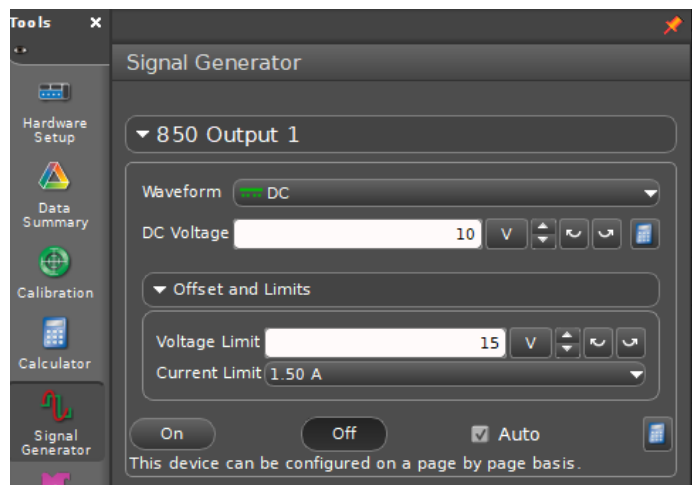 Tools ×
Signal Generator
Hardware
Setup
Data
Summary
Calibration
Calculator
Signal
Generator
850 Output 1
Waveform DC
DC Voltage 10 V
Offset and Limits
Voltage Limit 15 V
Current Limit 1.50 A
On Off Auto
This device can be configured on a page by page basis.